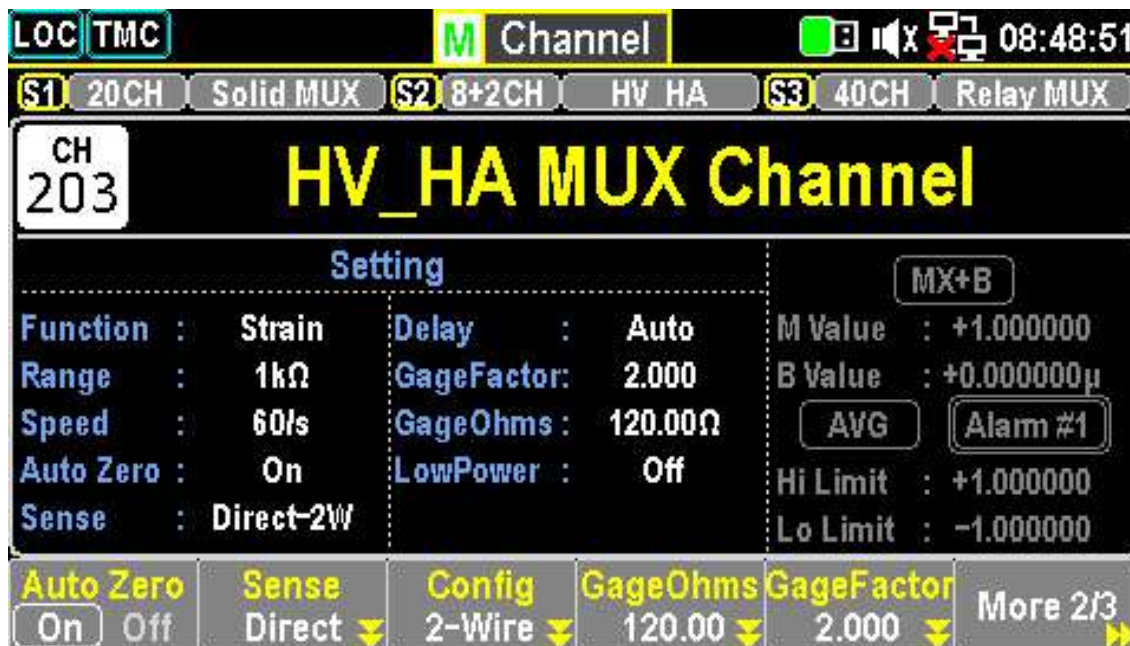 LOC TMC M Channel x 08:48:51
S1 20CH Solid MUX S2 8+2CH HV_HA S3 40CH Relay MUX
CH
203
HV_HA MUX Channel
Setting
MX+B
Function : Strain Delay : Auto M Value : +1.000000
Range : 1kΩ GageFactor: 2.000 B Value : +0.000000µ
Speed : 60/s GageOhms : 120.00Ω AVG Alarm #1
Auto Zero : On LowPower : Off Hi Limit : +1.000000
Sense : Direct-2W Lo Limit : -1.000000
Auto Zero Sense Config GageOhms GageFactor More 2/3
On Off Direct 2-Wire 120.00 2.000